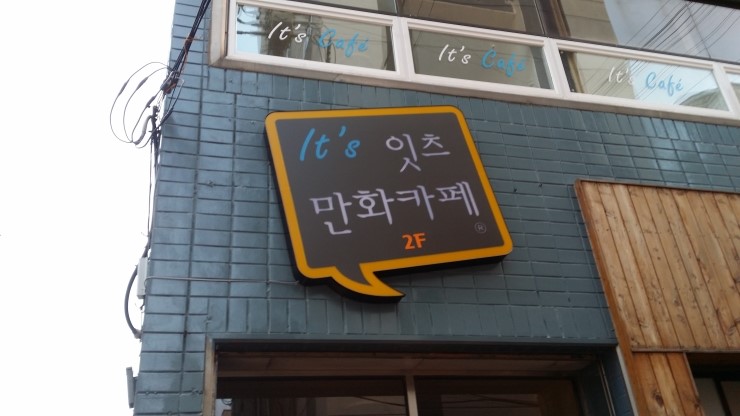 It's Café
It's Café
It's Café
It's 잇츠
만화카페
2F
®